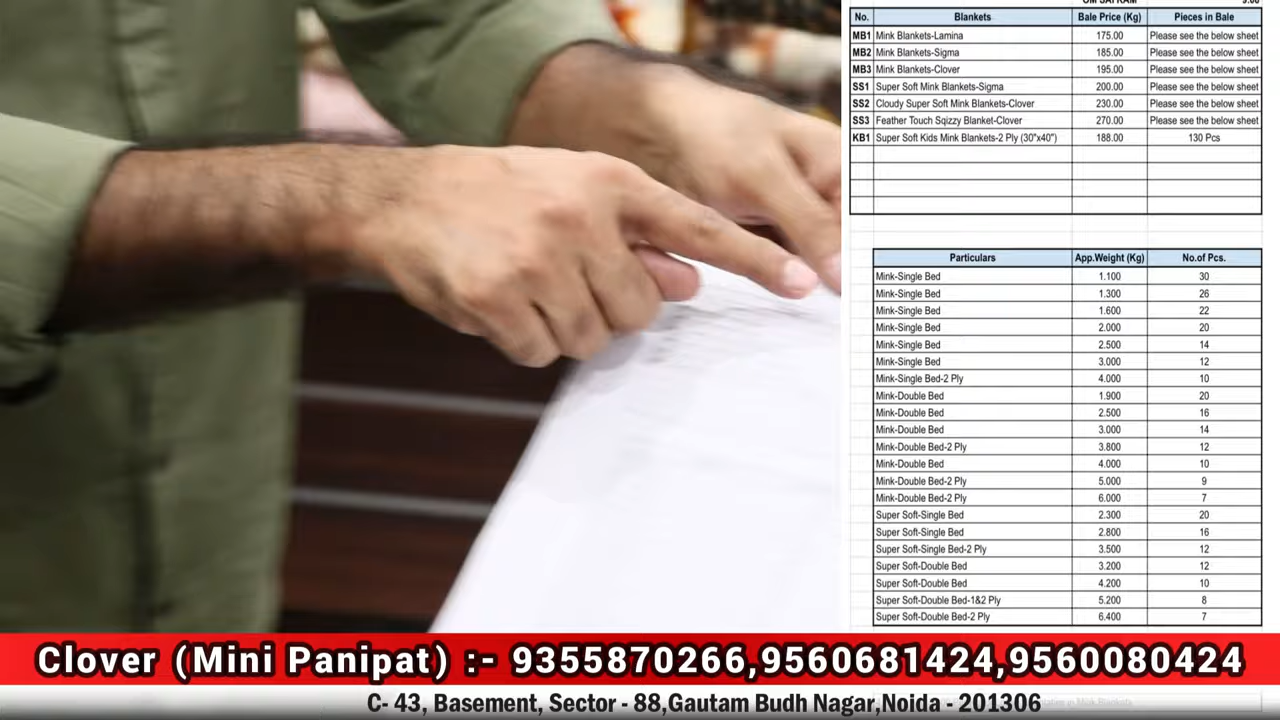 OM SAI RAM
No. Blankets Bale Price (Kg) Pieces in Bale
MB1 Mink Blankets-Lamina 175.00 Please see the below sheet
MB2 Mink Blankets-Sigma 185.00 Please see the below sheet
MB3 Mink Blankets-Clover 195.00 Please see the below sheet
SS1 Super Soft Mink Blankets-Sigma 200.00 Please see the below sheet
SS2 Cloudy Super Soft Mink Blankets-Clover 230.00 Please see the below sheet
SS3 Feather Touch Sqizzy Blanket-Clover 270.00 Please see the below sheet
KB1 Super Soft Kids Mink Blankets-2 Ply (30"x40") 188.00 130 Pcs
Particulars App.Weight (Kg) No.of Pcs.
Mink-Single Bed 1.100 30
Mink-Single Bed 1.300 26
Mink-Single Bed 1.600 22
Mink-Single Bed 2.000 20
Mink-Single Bed 2.500 14
Mink-Single Bed 3.000 12
Mink-Single Bed-2 Ply 4.000 10
Mink-Double Bed 1.900 20
Mink-Double Bed 2.500 16
Mink-Double Bed 3.000 14
Mink-Double Bed-2 Ply 3.800 12
Mink-Double Bed 4.000 10
Mink-Double Bed-2 Ply 5.000 9
Mink-Double Bed-2 Ply 6.000 7
Super Soft-Single Bed 2.300 20
Super Soft-Single Bed 2.800 16
Super Soft-Single Bed-2 Ply 3.500 12
Super Soft-Double Bed 3.200 12
Super Soft-Double Bed 4.200 10
Super Soft-Double Bed-1&2 Ply 5.200 8
Super Soft-Double Bed-2 Ply 6.400 7
Clover (Mini Panipat) :- 9355870266,9560681424,9560080424
C- 43, Basement, Sector - 88,Gautam Budh Nagar,Noida - 201306